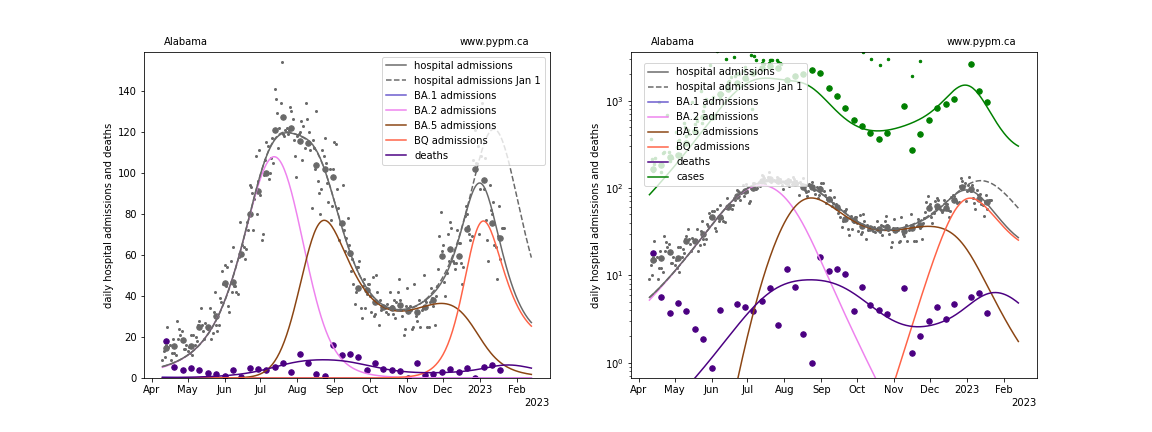 Alabama www.pypm.ca
daily hospital admissions and deaths
140
120
100
80
60
40
20
0
hospital admissions
hospital admissions Jan 1
BA.1 admissions
BA.2 admissions
BA.5 admissions
BQ admissions
deaths
Apr May Jun Jul Aug Sep Oct Nov Dec 2023 Feb
2023
Alabama www.pypm.ca
daily hospital admissions and deaths
10³
10²
10¹
10⁰
hospital admissions
hospital admissions Jan 1
BA.1 admissions
BA.2 admissions
BA.5 admissions
BQ admissions
deaths
cases
Apr May Jun Jul Aug Sep Oct Nov Dec 2023 Feb
2023